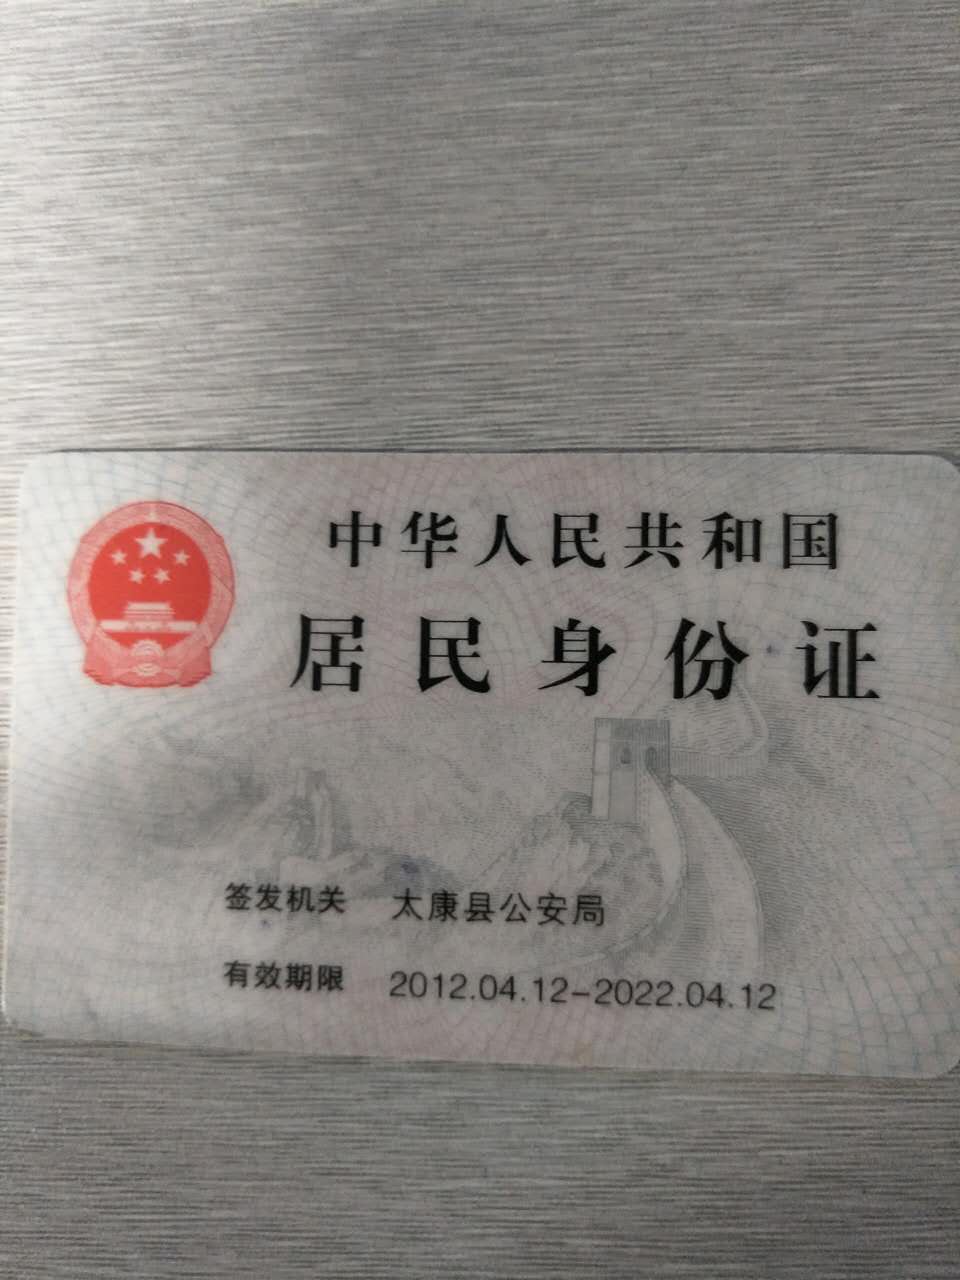 中华人民共和国
居民身份证
签发机关 太康县公安局
有效期限 2012.04.12-2022.04.12